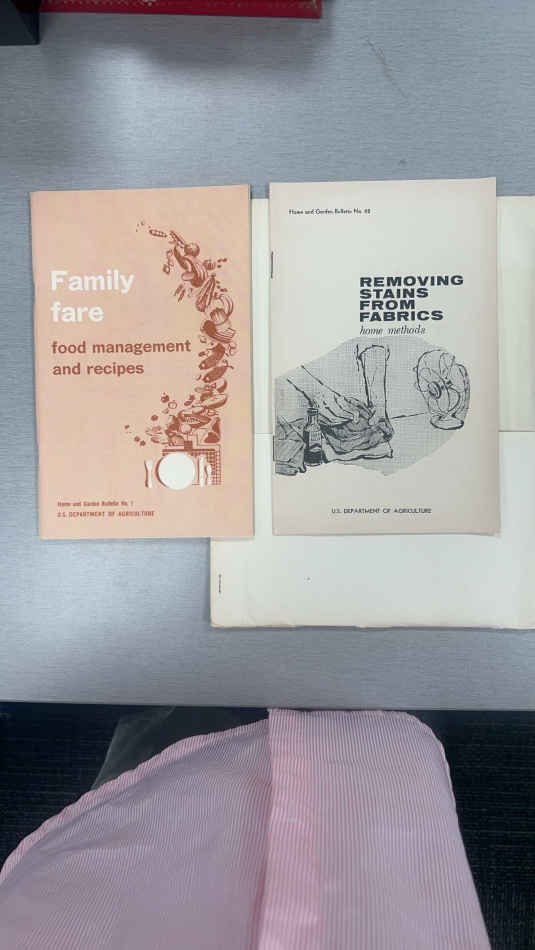 Family
fare
food management
and recipes
Home and Garden Bulletin No. 1
U.S. DEPARTMENT OF AGRICULTURE
Home and Garden Bulletin No. 62
REMOVING
STAINS
FROM
FABRICS
home methods
U.S. DEPARTMENT OF AGRICULTURE